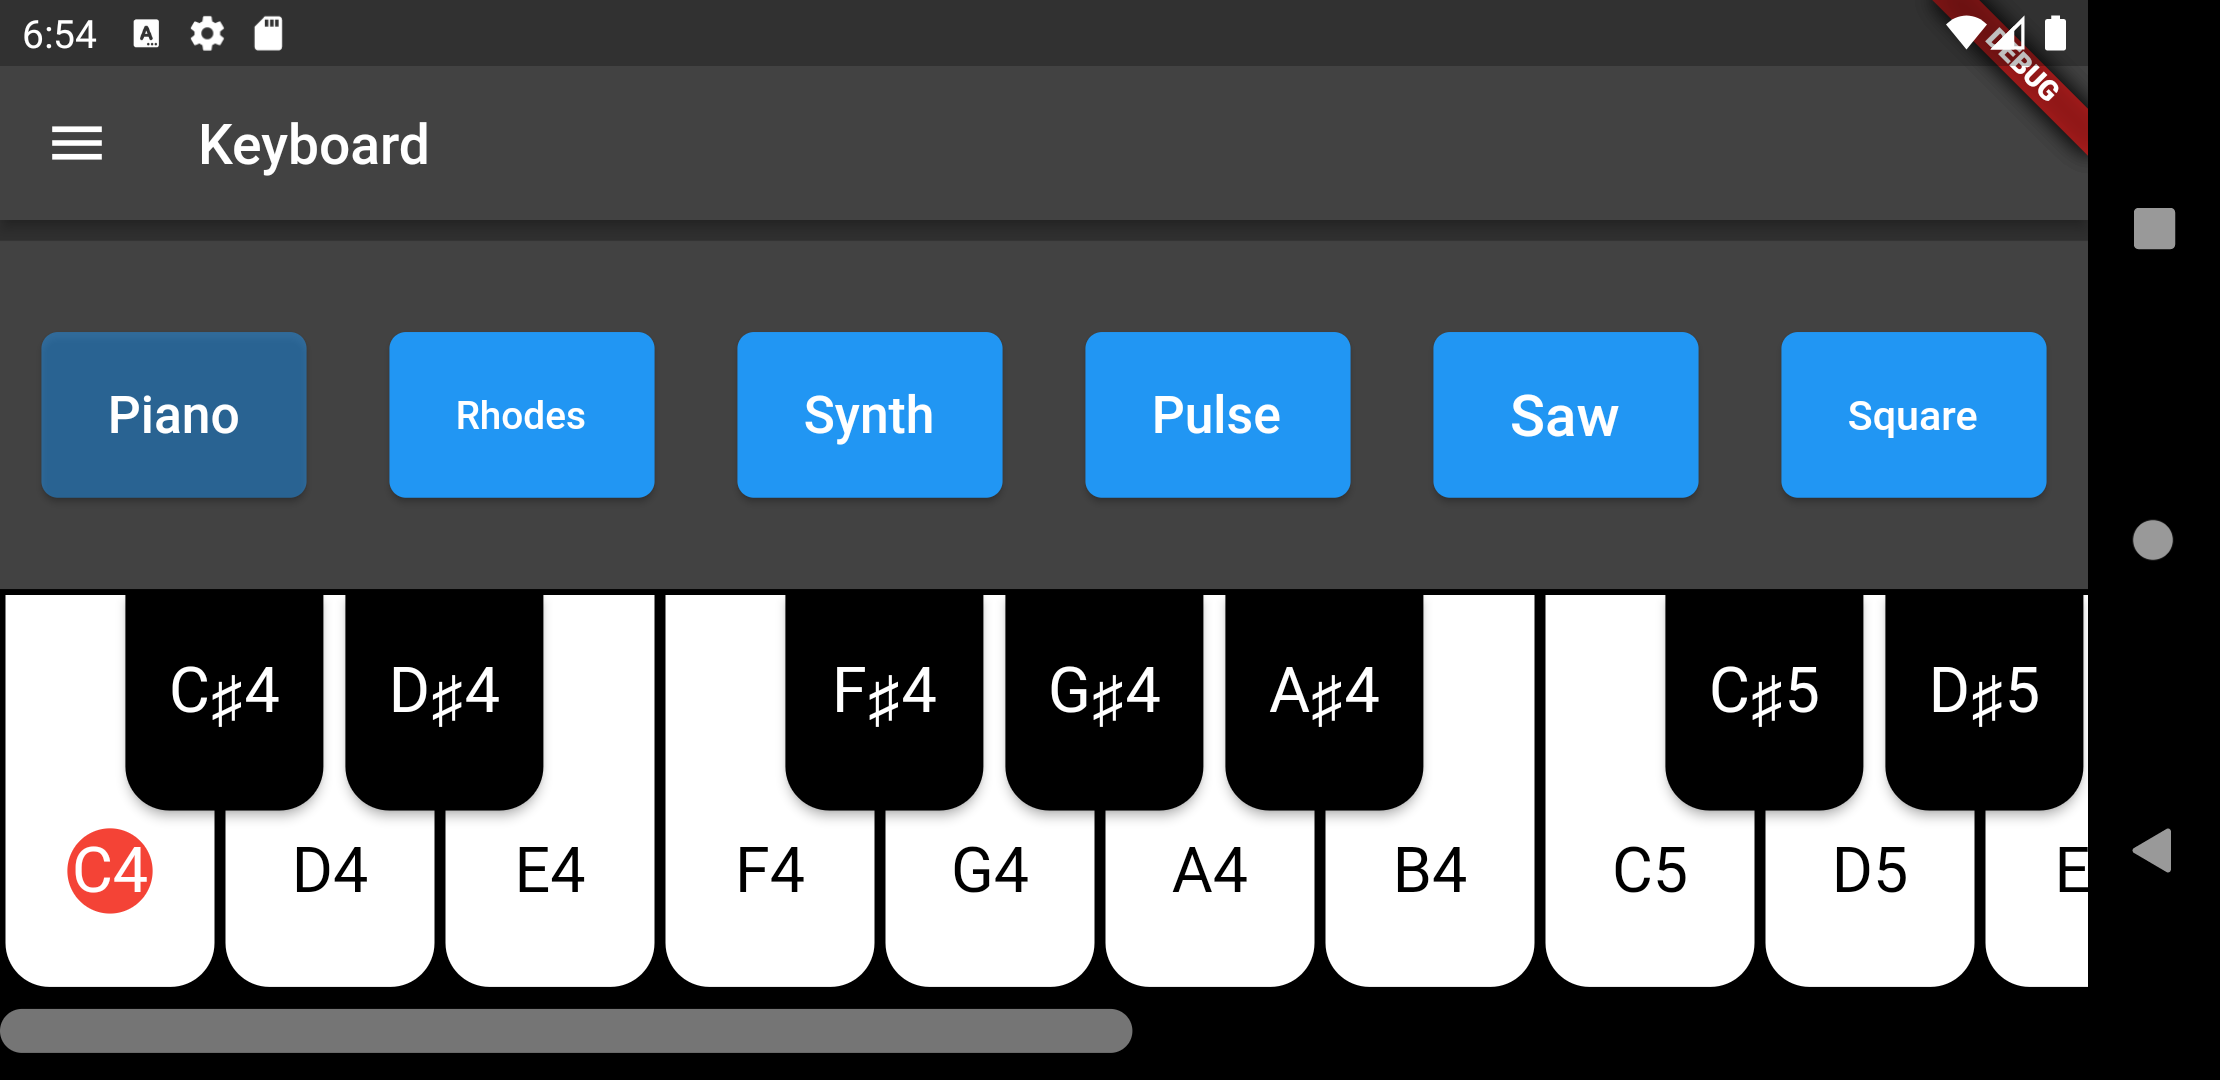 6:54
DEBUG
Keyboard
Piano Rhodes Synth Pulse Saw Square
C♯4 D♯4 F♯4 G♯4 A♯4 C♯5 D♯5
C4 D4 E4 F4 G4 A4 B4 C5 D5 E